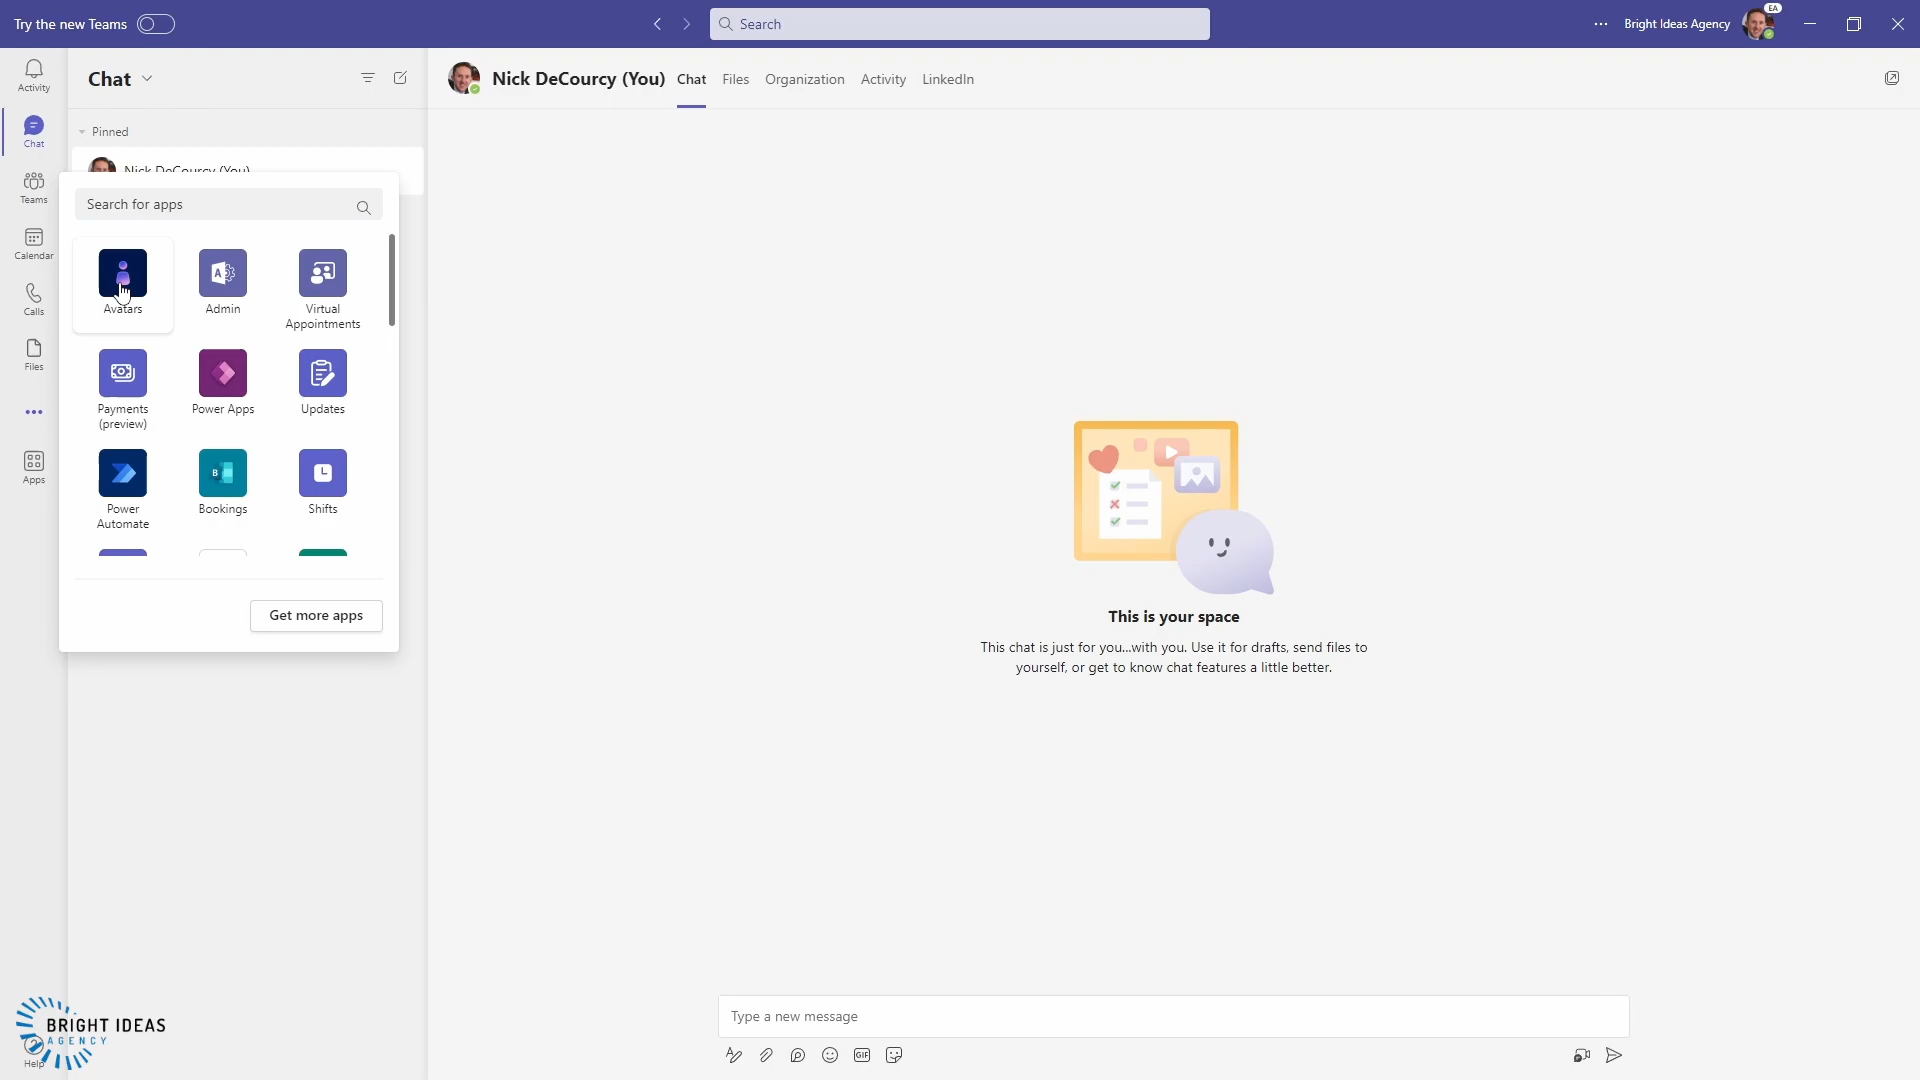 Try the new Teams
Search
Bright Ideas Agency
EA
Activity
Chat
Teams
Calendar
Calls
Files
Apps
Help
Chat
Pinned
Nick DeCourcy (You)
Search for apps
Avatars
Admin
Virtual
Appointments
Payments
(preview)
Power Apps
Updates
Power
Automate
Bookings
Shifts
Get more apps
Nick DeCourcy (You)
Chat
Files
Organization
Activity
LinkedIn
This is your space
This chat is just for you...with you. Use it for drafts, send files to
yourself, or get to know chat features a little better.
Type a new message
GIF
BRIGHT IDEAS
AGENCY